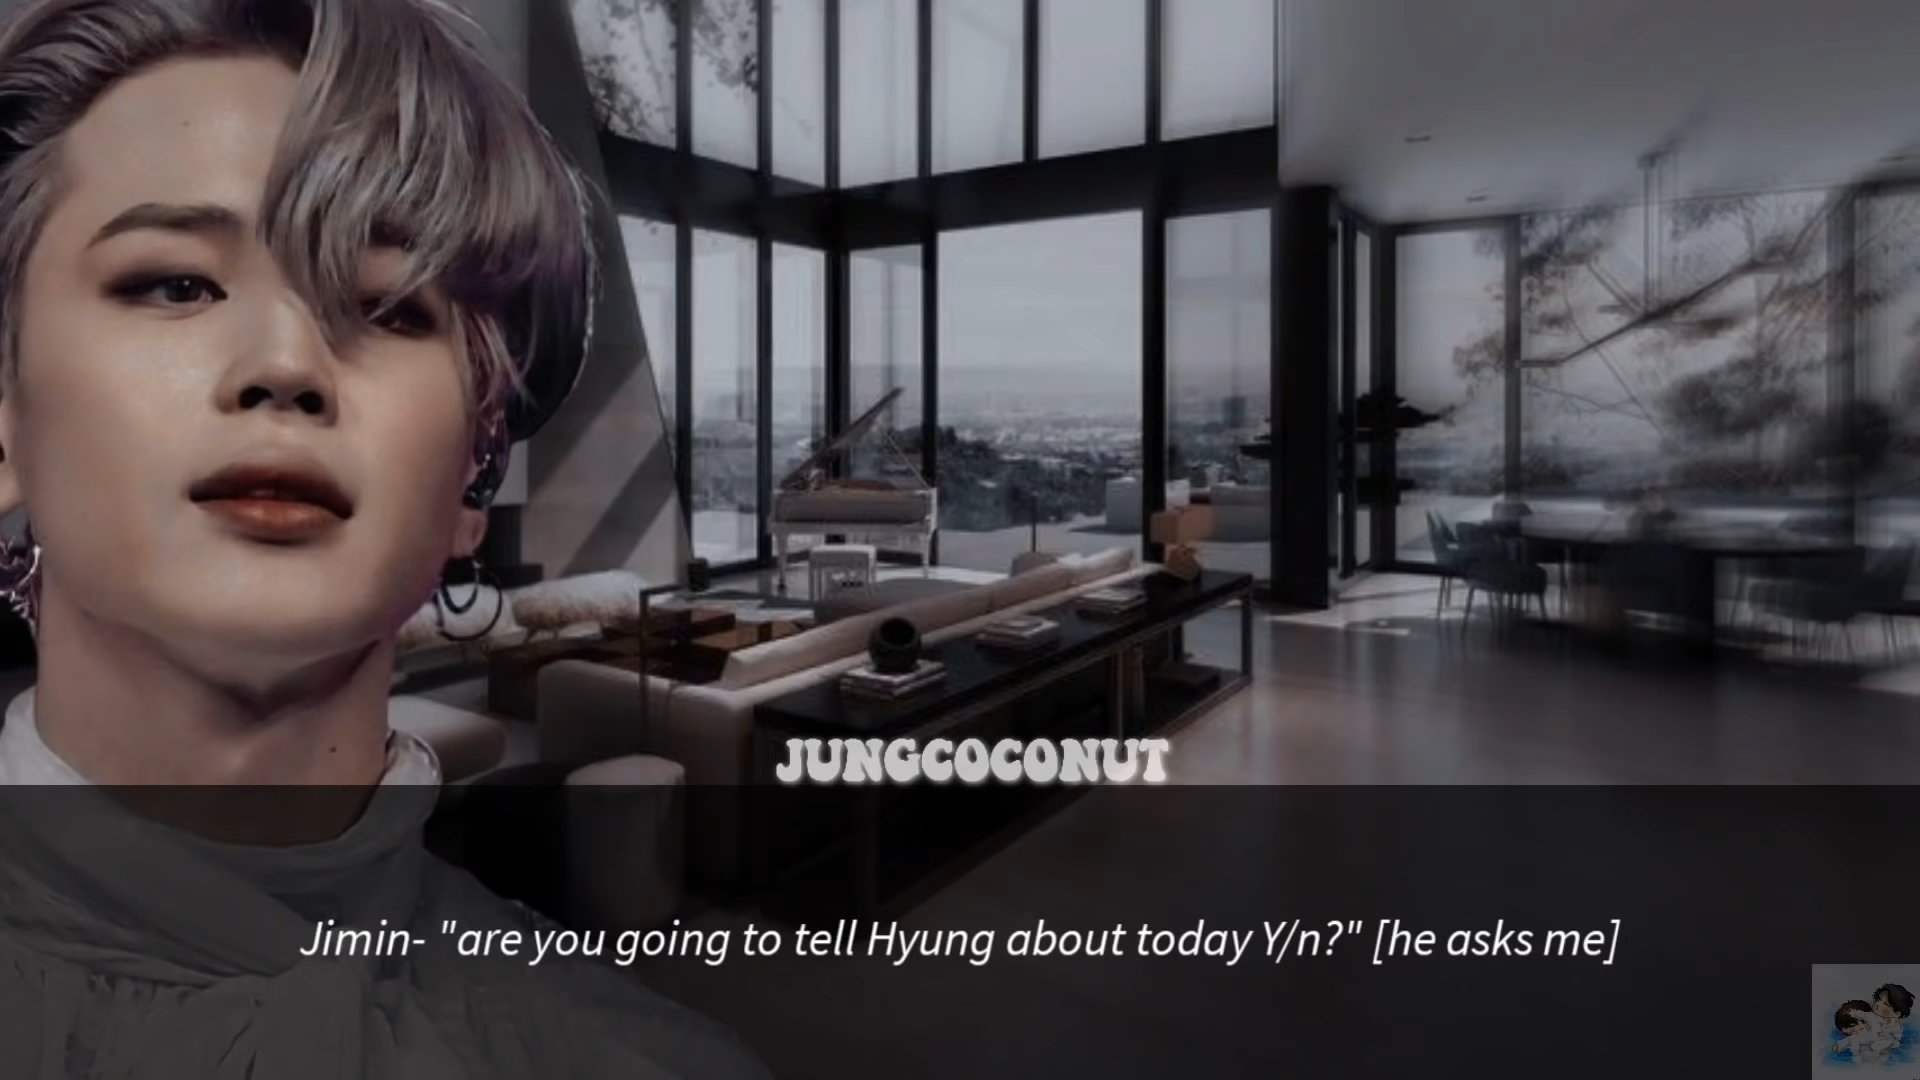 JUNGCOCONUT
Jimin- "are you going to tell Hyung about today Y/n?" [he asks me]